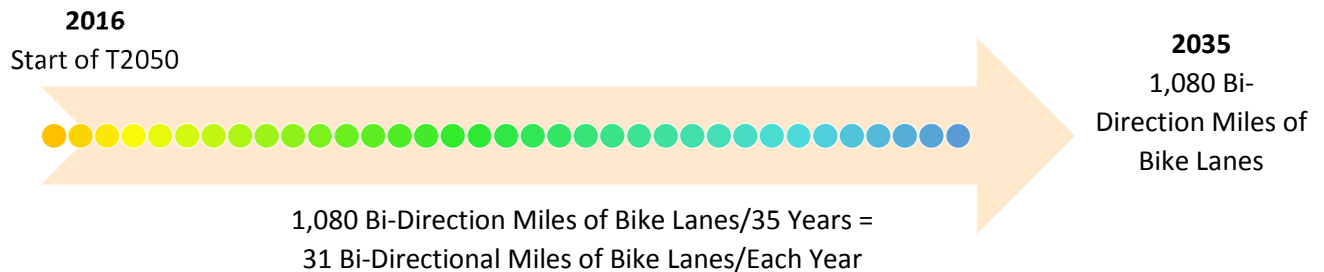 2016
Start of T2050
2035
1,080 Bi-
Direction Miles of
Bike Lanes
1,080 Bi-Direction Miles of Bike Lanes/35 Years =
31 Bi-Directional Miles of Bike Lanes/Each Year